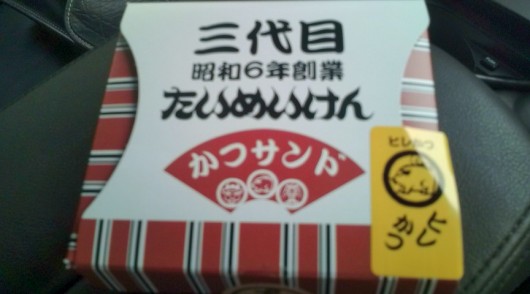 三代目
昭和6年創業
たいめいけん
かつサンド
ヒレかつ
ヒレ
かつ